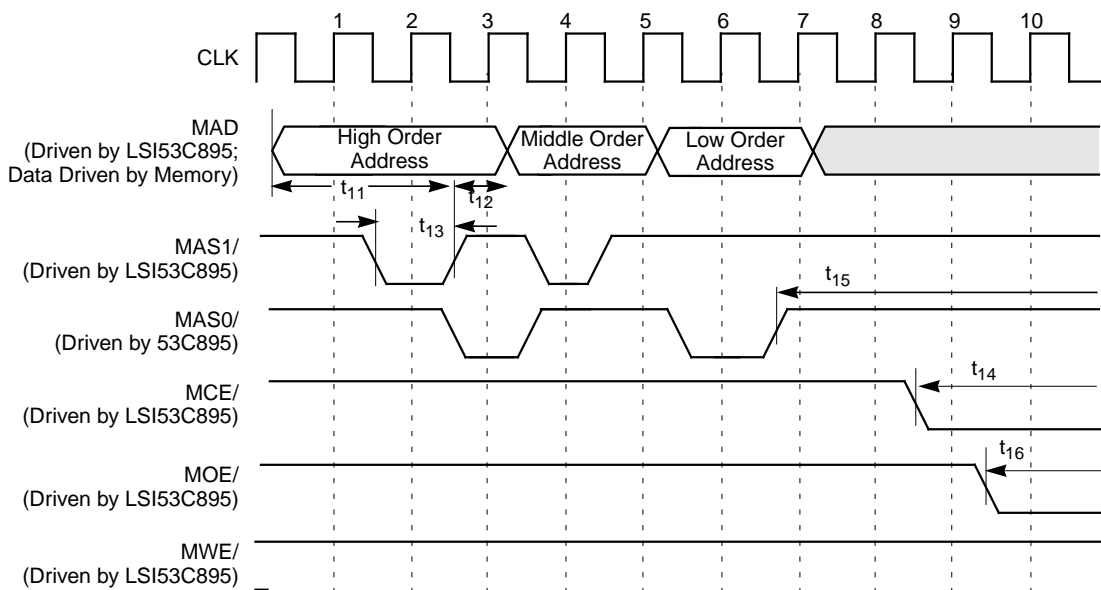 1 2 3 4 5 6 7 8 9 10
CLK
MAD
(Driven by LSI53C895;
Data Driven by Memory)
High Order
Address
Middle Order
Address
Low Order
Address
t11
t12
t13
MAS1/
(Driven by LSI53C895)
t15
MAS0/
(Driven by 53C895)
MCE/
(Driven by LSI53C895)
t14
MOE/
(Driven by LSI53C895)
t16
MWE/
(Driven by LSI53C895)